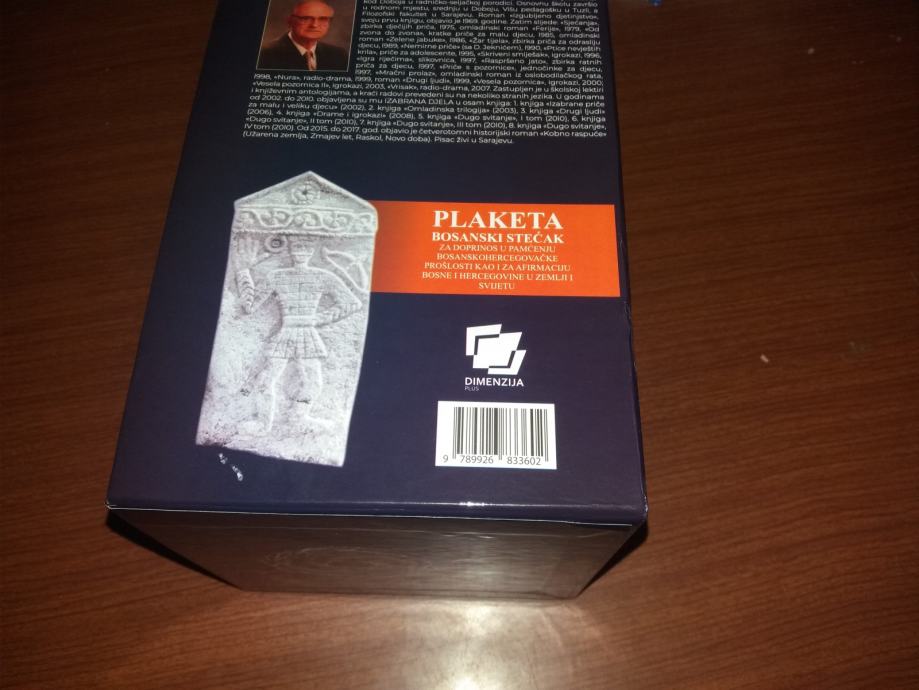 kod Doboja u radničko-seljačkoj porodici. Osnovnu školu završio
u rodnom mjestu, srednju u Doboju, Višu pedagošku u Tuzli, a
Filozofski fakultet u Sarajevu. Roman «Izgubljeno djetinjstvo»,
svoju prvu knjigu, objavio je 1969. godine. Zatim slijede: «Sjećanja»,
zbirka dječijih priča, 1975, omladinski roman «Ferije», 1979, «Od
zvona do zvona», kratke priče za malu djecu, 1985, omladinski
roman «Zelene jabuke», 1986, «Žar tijela», zbirka priča za odrasliju
djecu, 1989, «Nemirne priče» (sa D. Jeknićem), 1990, «Ptice nevještih
krila», priče za adolescente, 1995, «Skriveni smiješak», igrokazi, 1996,
«Igra riječima», slikovnica, 1997, «Raspršeno jato», zbirka ratnih
priča za djecu, 1997, «Priče s pozornice», jednočinke za djecu,
1997, «Mračni prolaz», omladinski roman iz oslobodilačkog rata,
1998, «Nura», radio-drama, 1999, roman «Drugi ljudi», 1999, «Vesela pozornica», igrokazi, 2000,
«Vesela pozornica II», igrokazi, 2003, «Vrisak», radio-drama, 2007. Zastupljen je u školskoj lektiri
i književnim antologijama, a kraći radovi prevedeni su na nekoliko stranih jezika. U godinama
od 2002. do 2010. objavljena su mu IZABRANA DJELA u osam knjiga: 1. knjiga «Izabrane priče
za malu i veliku djecu» (2002), 2. knjiga «Omladinska trilogija» (2003), 3. knjiga «Drugi ljudi»
(2006), 4. knjiga «Drame i igrokazi» (2008), 5. knjiga «Dugo svitanje», I tom (2010), 6. knjiga
«Dugo svitanje», II tom (2010), 7. knjiga «Dugo svitanje», III tom (2010), 8. knjiga «Dugo svitanje»,
IV tom (2010). Od 2015. do 2017. god. objavio je četverotomni historijski roman «Kobno raspuće»
(Užarena zemlja, Zmajev let, Raskol, Novo doba). Pisac živi u Sarajevu.
PLAKETA
BOSANSKI STEĆAK
ZA DOPRINOS U PAMĆENJU
BOSANSKOHERCEGOVAČKE
PROŠLOSTI KAO I ZA AFIRMACIJU
BOSNE I HERCEGOVINE U ZEMLJI I
SVIJETU
DIMENZIJA
PLUS
9 789926 833602